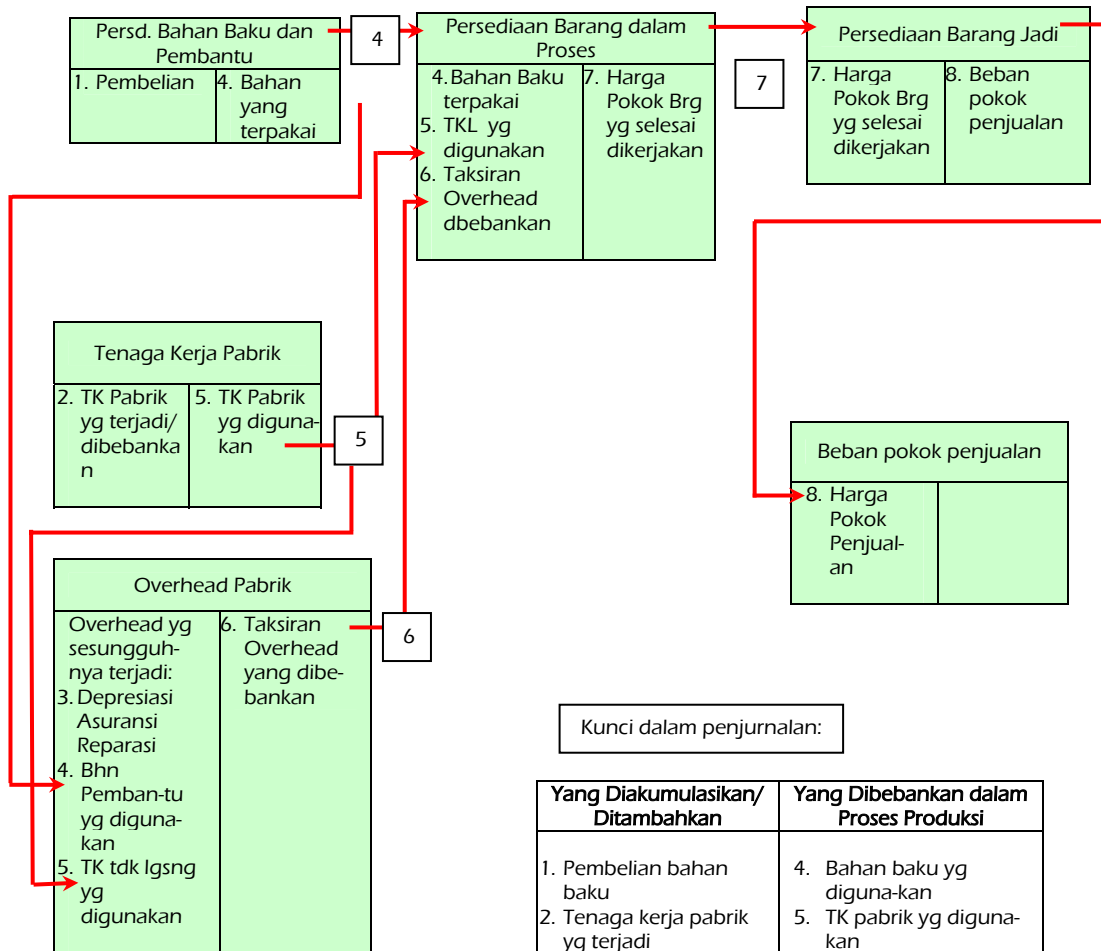 Persd. Bahan Baku dan
Pembantu
1. Pembelian
4. Bahan
yang
terpakai
4
Persediaan Barang dalam
Proses
4.Bahan Baku
terpakai
5. TKL yg
digunakan
6. Taksiran
Overhead
dbebankan
7. Harga
Pokok Brg
yg selesai
dikerjakan
7
Persediaan Barang Jadi
7. Harga
Pokok Brg
yg selesai
dikerjakan
8. Beban
pokok
penjualan
Tenaga Kerja Pabrik
2. TK Pabrik
yg terjadi/
dibebanka
n
5. TK Pabrik
yg diguna-
kan
5
Beban pokok penjualan
8. Harga
Pokok
Penjual-
an
Overhead Pabrik
Overhead yg
sesungguh-
nya terjadi:
3. Depresiasi
Asuransi
Reparasi
4. Bhn
Pemban-tu
yg diguna-
kan
5. TK tdk lgsng
yg
digunakan
6. Taksiran
Overhead
yang dibe-
bankan
6
Kunci dalam penjurnalan:
Yang Diakumulasikan/
Ditambahkan
Yang Dibebankan dalam
Proses Produksi
1. Pembelian bahan
baku
2. Tenaga kerja pabrik
yg terjadi
4. Bahan baku yg
diguna-kan
5. TK pabrik yg diguna-
kan